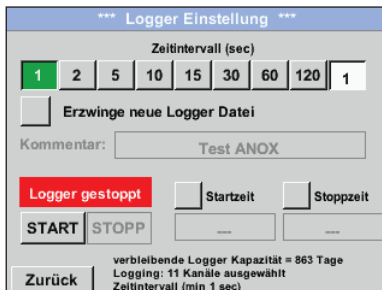 *** Logger Einstellung ***
Zeitintervall (sec)
1 2 5 10 15 30 60 120 1
Erzwinge neue Logger Datei
Kommentar: Test ANOX
Logger gestoppt Startzeit Stoppzeit
START STOPP --- ---
verbleibende Logger Kapazität = 863 Tage
Logging: 11 Kanäle ausgewählt
Zurück Zeitintervall (min 1 sec)